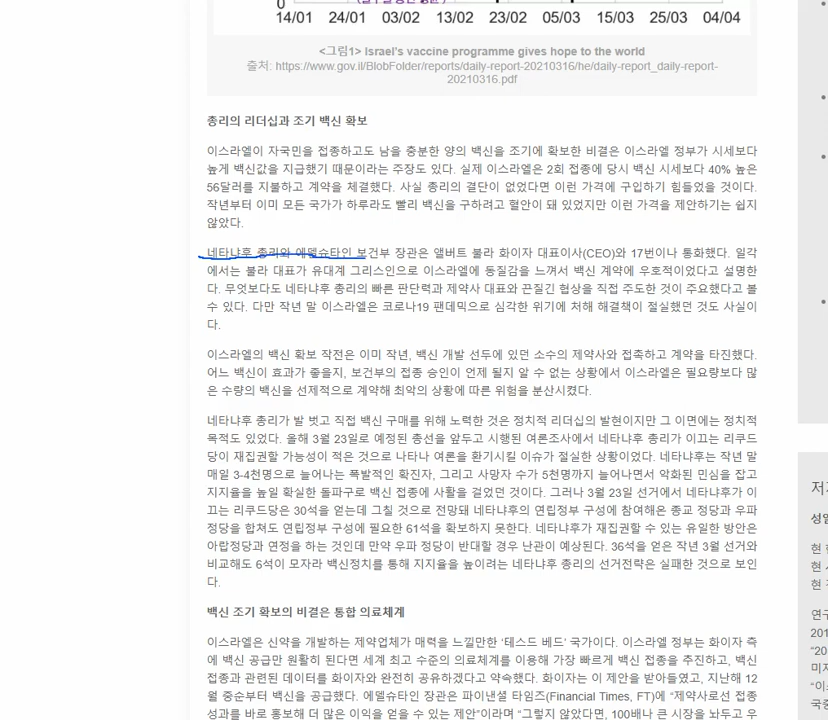 0
14/01 24/01 03/02 13/02 23/02 05/03 15/03 25/03 04/04
<그림1> Israel's vaccine programme gives hope to the world
출처: https://www.gov.il/BlobFolder/reports/daily-report-20210316/he/daily-report_daily-report-
20210316.pdf
총리의 리더십과 조기 백신 확보
이스라엘이 자국민을 접종하고도 남을 충분한 양의 백신을 조기에 확보한 비결은 이스라엘 정부가 시세보다
높게 백신값을 지급했기 때문이라는 주장도 있다. 실제 이스라엘은 2회 접종에 당시 백신 시세보다 40% 높은
56달러를 지불하고 계약을 체결했다. 사실 총리의 결단이 없었다면 이런 가격에 구입하기 힘들었을 것이다.
작년부터 이미 모든 국가가 하루라도 빨리 백신을 구하려고 혈안이 돼 있었지만 이런 가격을 제안하기는 쉽지
않았다.
네타냐후 총리와 에델슈타인 보건부 장관은 앨버트 불라 화이자 대표이사(CEO)와 17번이나 통화했다. 일각
에서는 불라 대표가 유대계 그리스인으로 이스라엘에 동질감을 느껴서 백신 계약에 우호적이었다고 설명한
다. 무엇보다도 네타냐후 총리의 빠른 판단력과 제약사 대표와 끈질긴 협상을 직접 주도한 것이 주요했다고 볼
수 있다. 다만 작년 말 이스라엘은 코로나19 팬데믹으로 심각한 위기에 처해 해결책이 절실했던 것도 사실이
다.
이스라엘의 백신 확보 작전은 이미 작년, 백신 개발 선두에 있던 소수의 제약사와 접촉하고 계약을 타진했다.
어느 백신이 효과가 좋을지, 보건부의 접종 승인이 언제 될지 알 수 없는 상황에서 이스라엘은 필요량보다 많
은 수량의 백신을 선제적으로 계약해 최악의 상황에 따른 위험을 분산시켰다.
네타냐후 총리가 발 벗고 직접 백신 구매를 위해 노력한 것은 정치적 리더십의 발현이지만 그 이면에는 정치적
목적도 있었다. 올해 3월 23일로 예정된 총선을 앞두고 시행된 여론조사에서 네타냐후 총리가 이끄는 리쿠드
당이 재집권할 가능성이 적은 것으로 나타나 여론을 환기시킬 이슈가 절실한 상황이었다. 네타냐후는 작년 말
매일 3-4천명으로 늘어나는 폭발적인 확진자, 그리고 사망자 수가 5천명까지 늘어나면서 악화된 민심을 잡고
지지율을 높일 확실한 돌파구로 백신 접종에 사활을 걸었던 것이다. 그러나 3월 23일 선거에서 네타냐후가 이
끄는 리쿠드당은 30석을 얻는데 그칠 것으로 전망돼 네타냐후의 연립정부 구성에 참여해온 종교 정당과 우파
정당을 합쳐도 연립정부 구성에 필요한 61석을 확보하지 못한다. 네타냐후가 재집권할 수 있는 유일한 방안은
아랍정당과 연정을 하는 것인데 만약 우파 정당이 반대할 경우 난관이 예상된다. 36석을 얻은 작년 3월 선거와
비교해도 6석이 모자라 백신정치를 통해 지지율을 높이려는 네타냐후 총리의 선거전략은 실패한 것으로 보인
다.
백신 조기 확보의 비결은 통합 의료체계
이스라엘은 신약을 개발하는 제약업체가 매력을 느낄만한 ‘테스트 베드’ 국가이다. 이스라엘 정부는 화이자 측
에 백신 공급만 원활히 된다면 세계 최고 수준의 의료체계를 이용해 가장 빠르게 백신 접종을 추진하고, 백신
접종과 관련된 데이터를 화이자와 완전히 공유하겠다고 약속했다. 화이자는 이 제안을 받아들였고, 지난해 12
월 중순부터 백신을 공급했다. 에델슈타인 장관은 파이낸셜 타임즈(Financial Times, FT)에 “제약사로선 접종
성과를 바로 홍보해 더 많은 이익을 얻을 수 있는 제안”이라며 “그렇지 않았다면, 100배나 큰 시장을 놔두고 우
현
현
연구
201
“20
미지
“이
국